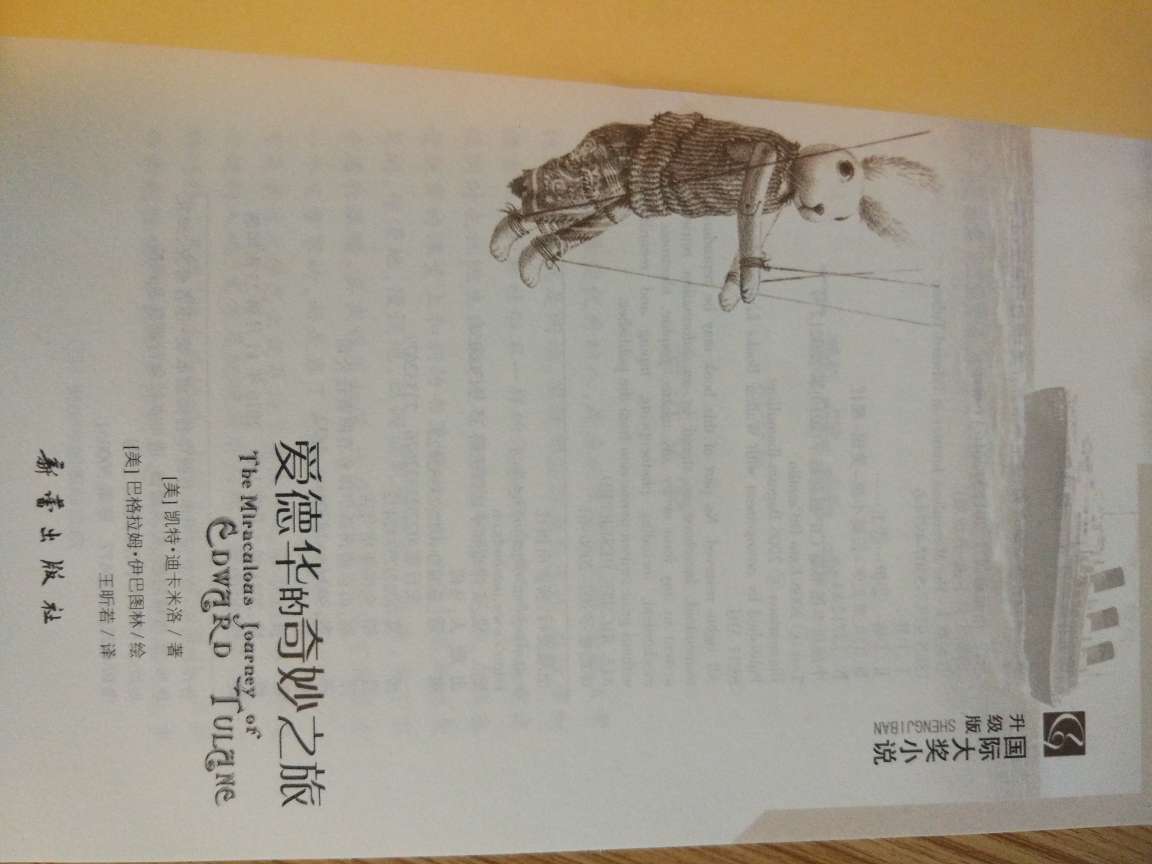 国际大奖小说
升级版
SHENGJIBAN
爱德华的奇妙之旅
The Miraculous Journey of
EDWARD TULANE
[美] 凯特·迪卡米洛 / 著
[美] 巴格拉姆·伊巴图林 / 绘
王昕若 / 译
新蕾出版社